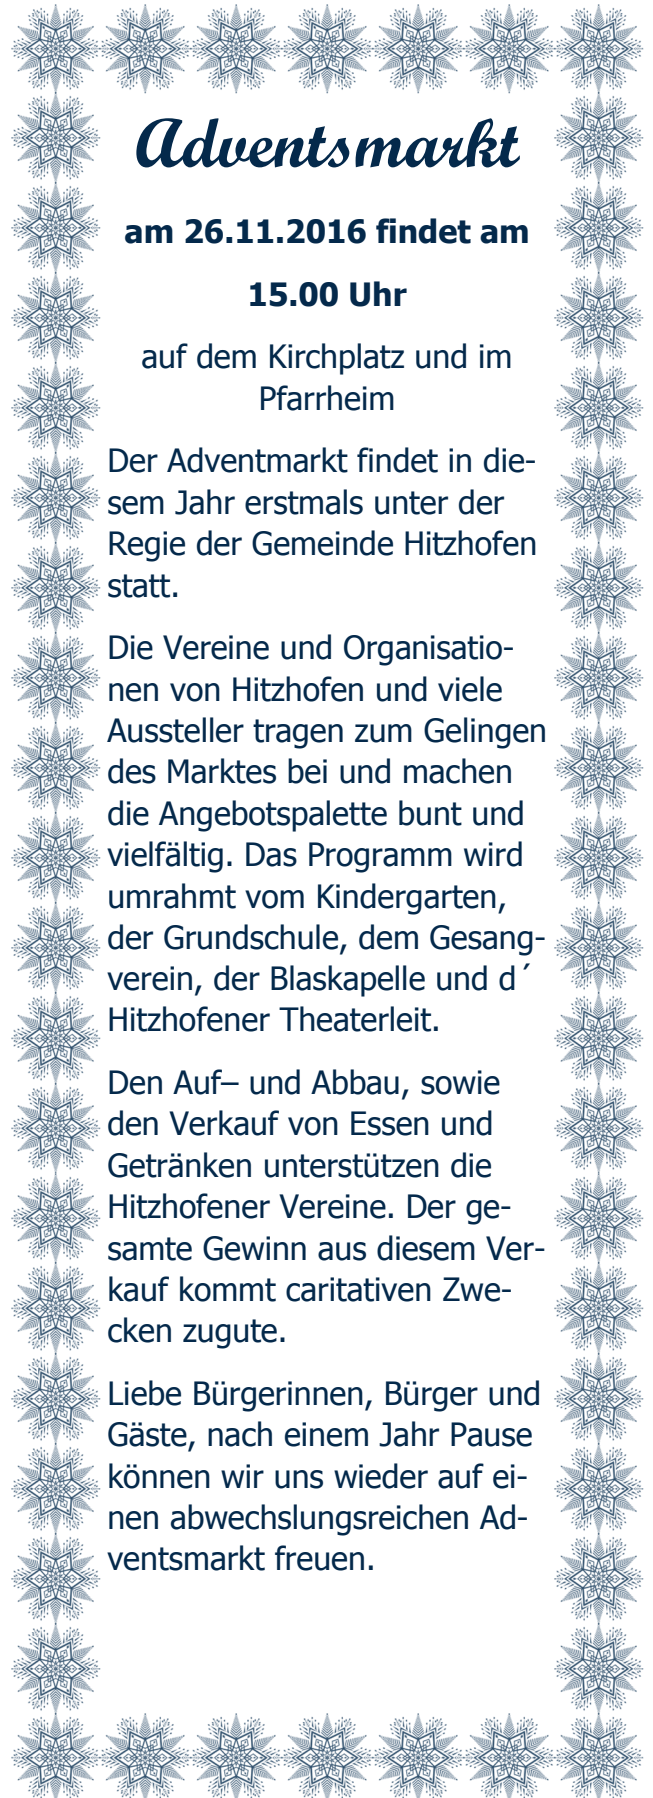 Adventsmarkt
am 26.11.2016 findet am
15.00 Uhr
auf dem Kirchplatz und im
Pfarrheim
Der Adventmarkt findet in die-
sem Jahr erstmals unter der
Regie der Gemeinde Hitzhofen
statt.
Die Vereine und Organisatio-
nen von Hitzhofen und viele
Aussteller tragen zum Gelingen
des Marktes bei und machen
die Angebotspalette bunt und
vielfältig. Das Programm wird
umrahmt vom Kindergarten,
der Grundschule, dem Gesang-
verein, der Blaskapelle und d´
Hitzhofener Theaterleit.
Den Auf– und Abbau, sowie
den Verkauf von Essen und
Getränken unterstützen die
Hitzhofener Vereine. Der ge-
samte Gewinn aus diesem Ver-
kauf kommt caritativen Zwe-
cken zugute.
Liebe Bürgerinnen, Bürger und
Gäste, nach einem Jahr Pause
können wir uns wieder auf ei-
nen abwechslungsreichen Ad-
ventsmarkt freuen.